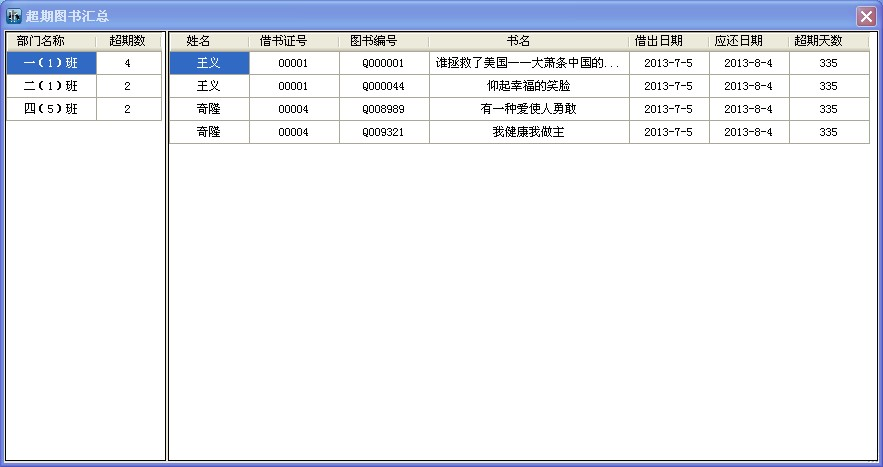 超期图书汇总
部门名称 超期数
一(1)班 4
二(1)班 2
四(5)班 2
姓名 借书证号 图书编号 书名 借出日期 应还日期 超期天数
王义 00001 Q000001 谁拯救了美国一一大萧条中国的... 2013-7-5 2013-8-4 335
王义 00001 Q000044 仰起幸福的笑脸 2013-7-5 2013-8-4 335
奇隆 00004 Q008989 有一种爱使人勇敢 2013-7-5 2013-8-4 335
奇隆 00004 Q009321 我健康我做主 2013-7-5 2013-8-4 335